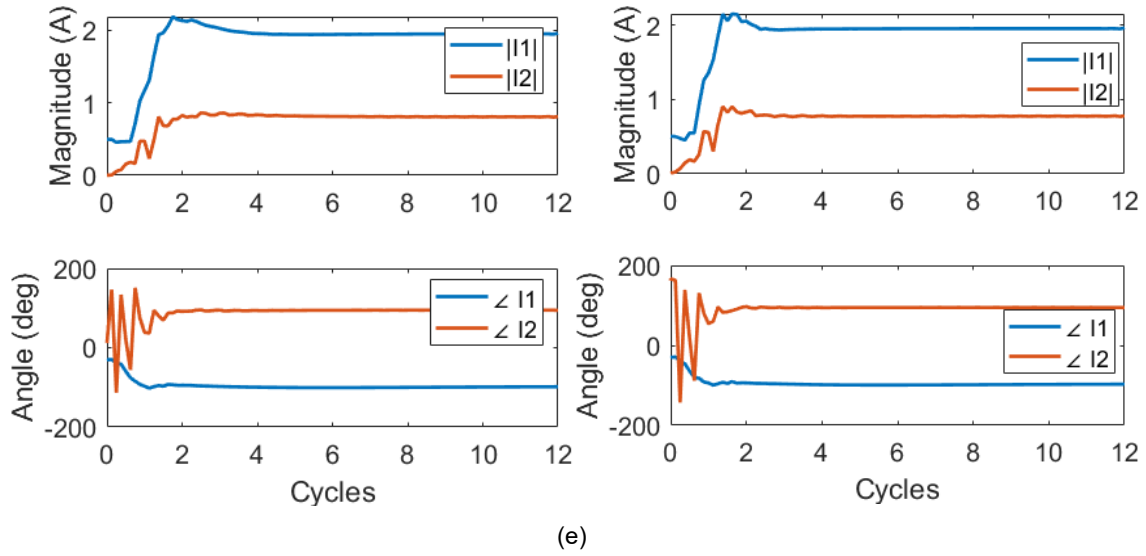 Magnitude (A)
2
1
0
|I1|
|I2|
0 2 4 6 8 10 12
Magnitude (A)
2
1
0
|I1|
|I2|
0 2 4 6 8 10 12
Angle (deg)
200
0
-200
∠ I1
∠ I2
0 2 4 6 8 10 12
Cycles
Angle (deg)
200
0
-200
∠ I1
∠ I2
0 2 4 6 8 10 12
Cycles
(e)